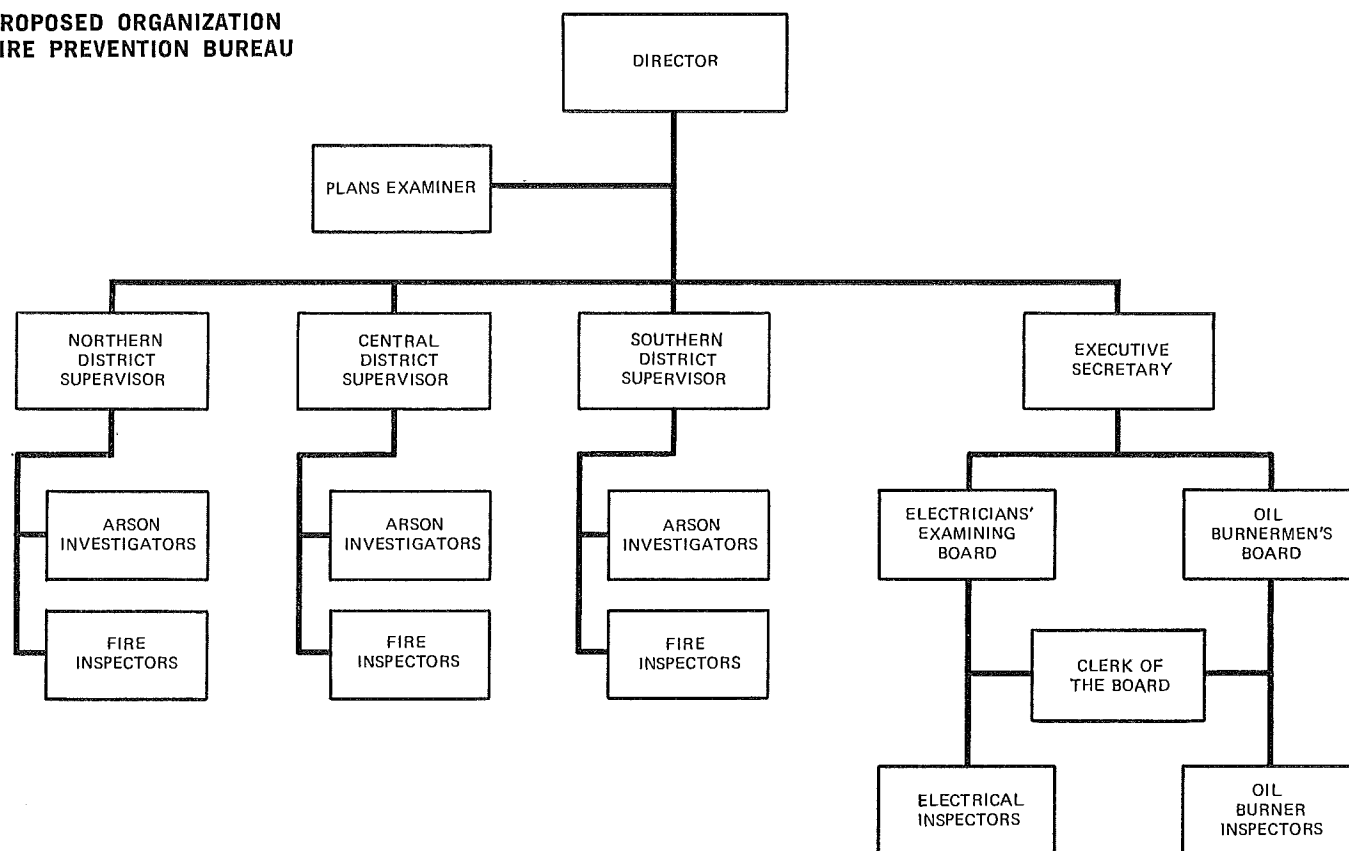 ROPOSED ORGANIZATION
IRE PREVENTION BUREAU
DIRECTOR
PLANS EXAMINER
NORTHERN
DISTRICT
SUPERVISOR
CENTRAL
DISTRICT
SUPERVISOR
SOUTHERN
DISTRICT
SUPERVISOR
EXECUTIVE
SECRETARY
ARSON
INVESTIGATORS
ARSON
INVESTIGATORS
ARSON
INVESTIGATORS
ELECTRICIANS'
EXAMINING
BOARD
OIL
BURNERMEN'S
BOARD
FIRE
INSPECTORS
FIRE
INSPECTORS
FIRE
INSPECTORS
CLERK OF
THE BOARD
ELECTRICAL
INSPECTORS
OIL
BURNER
INSPECTORS